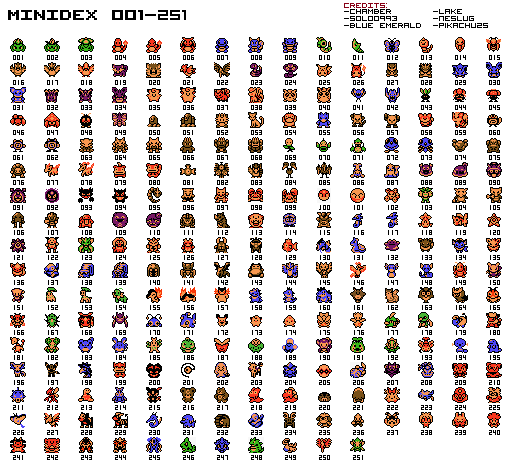 MINIDEX 001-251
CREDITS:
-CHAMBER -LAKE
-SOLO0993 -NESLUG
-BLUE EMERALD -PIKACHU25
001 002 003 004 005 006 007 008 009 010 011 012 013 014 015
016 017 018 019 020 021 022 023 024 025 026 027 028 029 030
031 032 033 034 035 036 037 038 039 040 041 042 043 044 045
046 047 048 049 050 051 052 053 054 055 056 057 058 059 060
061 062 063 064 065 066 067 068 069 070 071 072 073 074 075
076 077 078 079 080 081 082 083 084 085 086 087 088 089 090
091 092 093 094 095 096 097 098 099 100 101 102 103 104 105
106 107 108 109 110 111 112 113 114 115 116 117 118 119 120
121 122 123 124 125 126 127 128 129 130 131 132 133 134 135
136 137 138 139 140 141 142 143 144 145 146 147 148 149 150
151 152 153 154 155 156 157 158 159 160 161 162 163 164 165
166 167 168 169 170 171 172 173 174 175 176 177 178 179 180
181 182 183 184 185 186 187 188 189 190 191 192 193 194 195
196 197 198 199 200 201 202 203 204 205 206 207 208 209 210
211 212 213 214 215 216 217 218 219 220 221 222 223 224 225
226 227 228 229 230 231 232 233 234 235 236 237 238 239 240
241 242 243 244 245 246 247 248 249 250 251